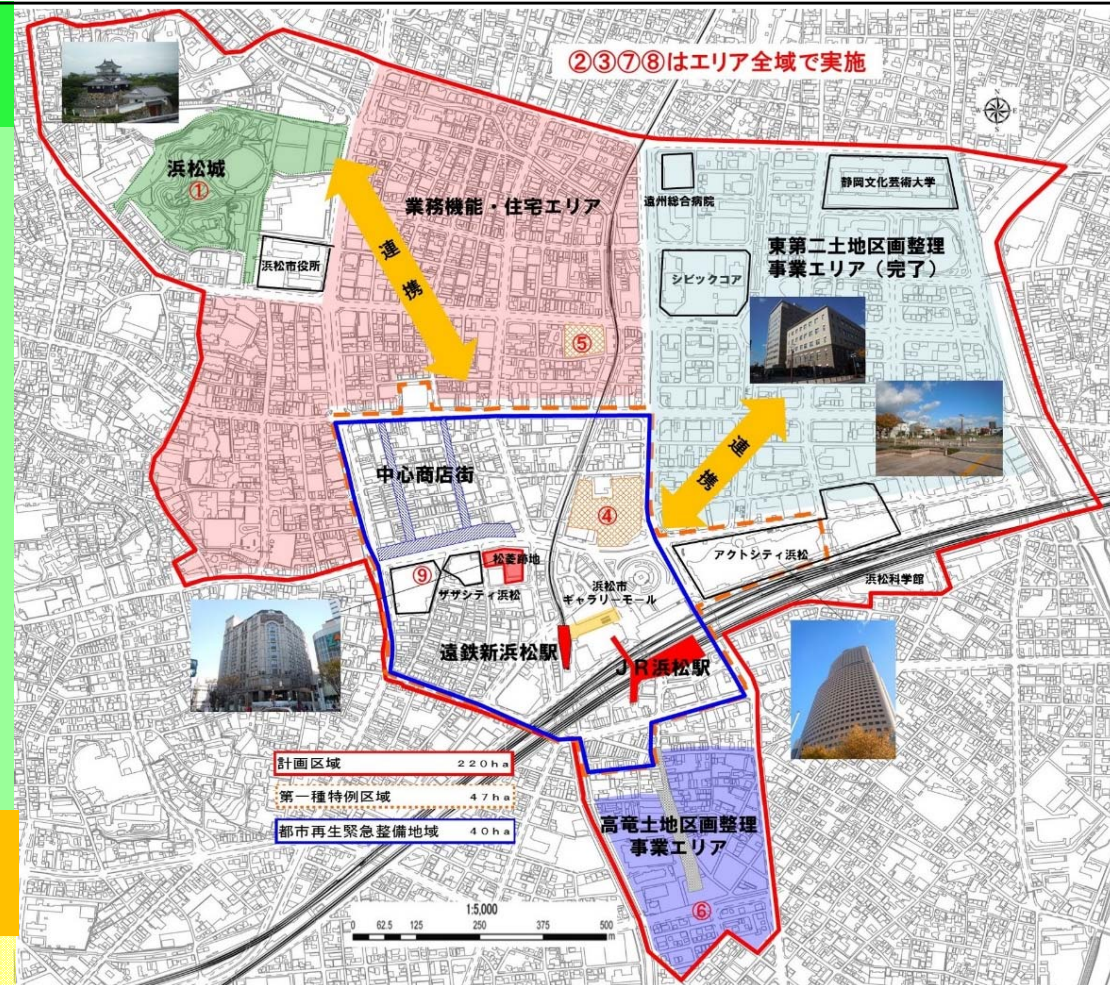 ②③⑦⑧はエリア全域で実施
N
W
E
S
浜松城
①
浜松市役所
連携
業務機能・住宅エリア
⑤
遠州総合病院
静岡文化芸術大学
シビックコア
東第二土地区画整理
事業エリア（完了）
連携
中心商店街
④
アクトシティ浜松
浜松科学館
松菱跡地
⑨
ザザシティ浜松
浜松市
ギャラリーモール
遠鉄新浜松駅
ＪＲ浜松駅
計画区域 220ha
第一種特例区域 47ha
都市再生緊急整備地域 40ha
高竜土地区画整理
事業エリア
⑥
1:5,000
0 62.5 125 250 375 500
m